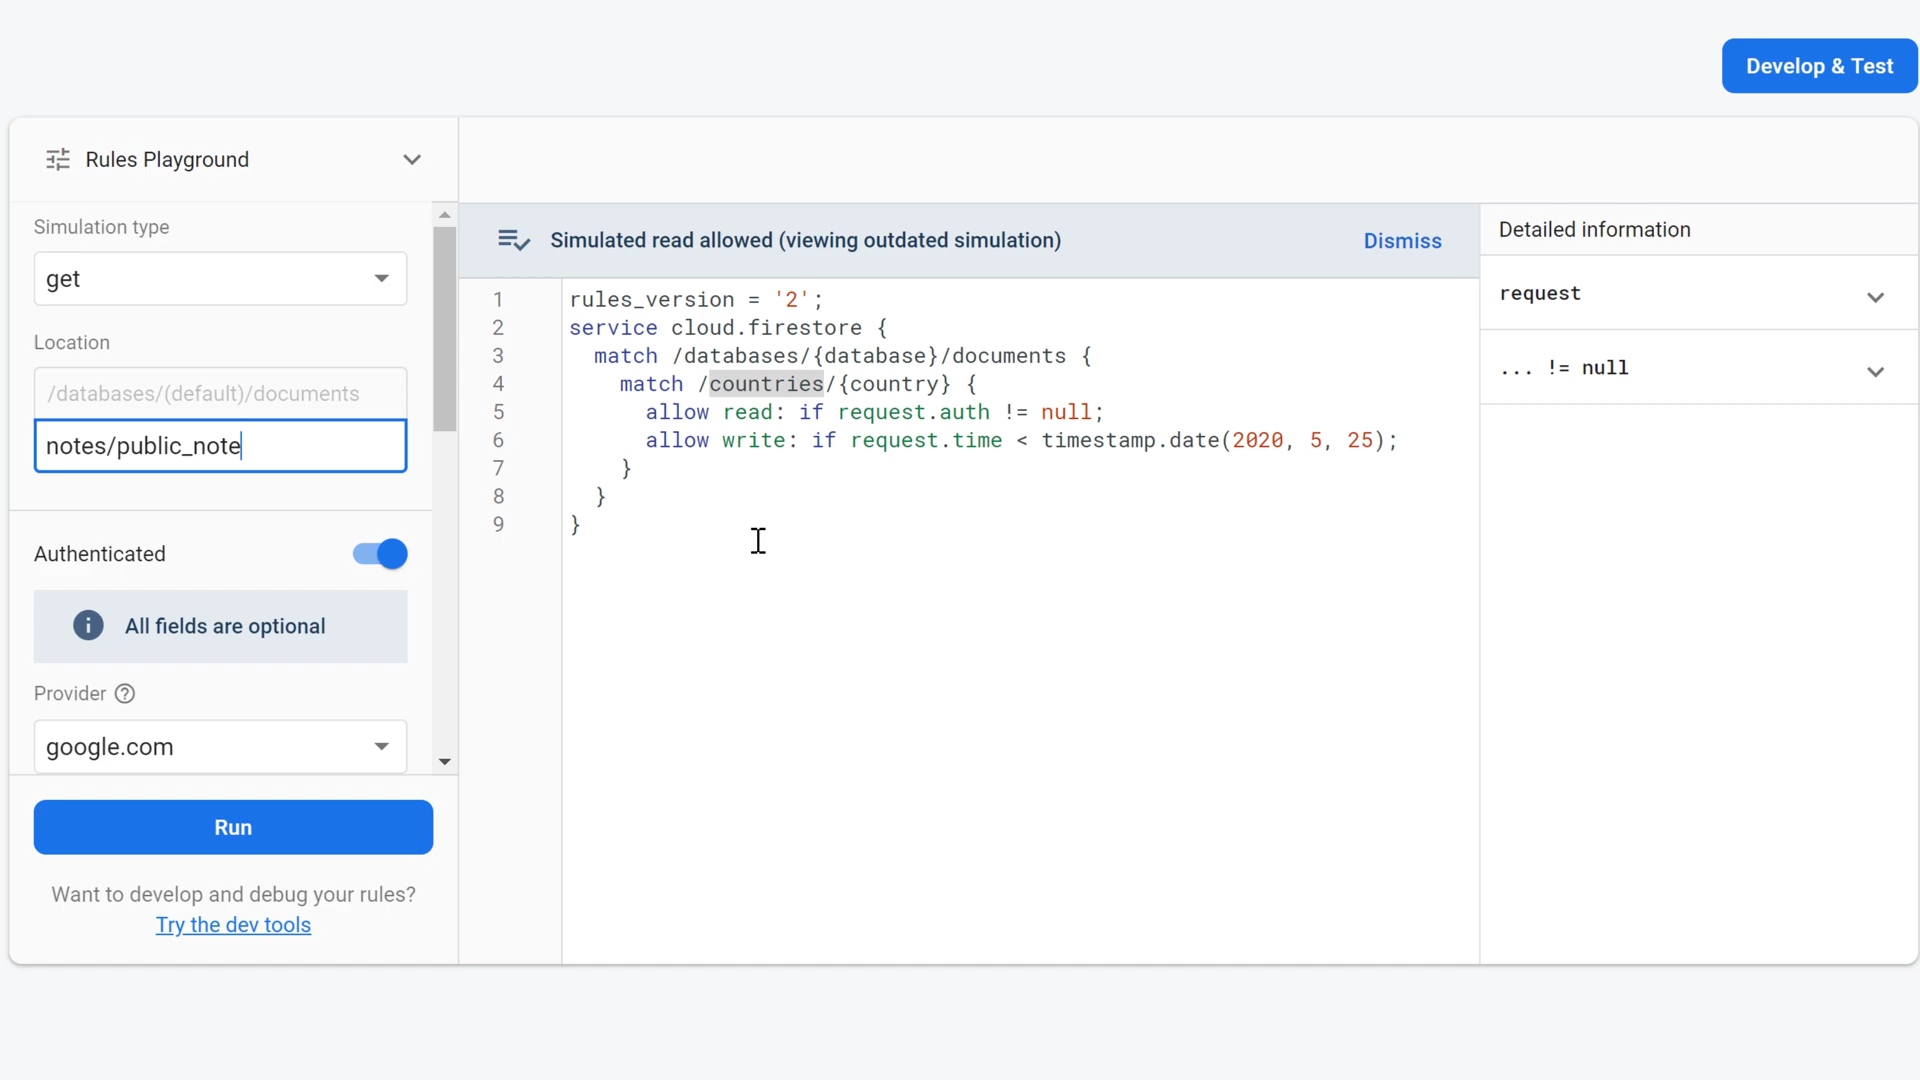 Develop & Test
Rules Playground
Simulation type
get
Location
/databases/(default)/documents
notes/public_note
Authenticated
i All fields are optional
Provider ?
google.com
Run
Want to develop and debug your rules?
Try the dev tools
Simulated read allowed (viewing outdated simulation)
Dismiss
1 rules_version = '2';
2 service cloud.firestore {
3 match /databases/{database}/documents {
4 match /countries/{country} {
5 allow read: if request.auth != null;
6 allow write: if request.time < timestamp.date(2020, 5, 25);
7 }
8 }
9 }
Detailed information
request
... != null